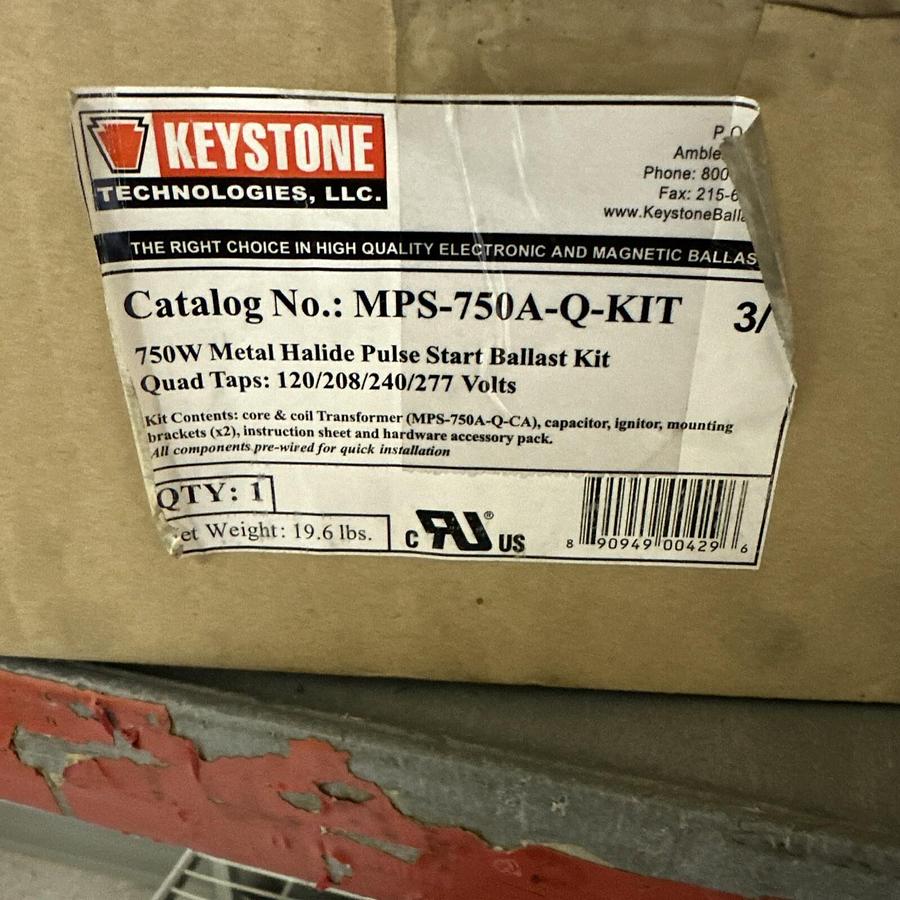 KEYSTONE
TECHNOLOGIES, LLC.
P.O
Amble
Phone: 800
Fax: 215-6
www.KeystoneBalla
THE RIGHT CHOICE IN HIGH QUALITY ELECTRONIC AND MAGNETIC BALLAS
Catalog No.: MPS-750A-Q-KIT 3/
750W Metal Halide Pulse Start Ballast Kit
Quad Taps: 120/208/240/277 Volts
Kit Contents: core & coil Transformer (MPS-750A-Q-CA), capacitor, ignitor, mounting
brackets (x2), instruction sheet and hardware accessory pack.
All components pre-wired for quick installation
QTY: 1
et Weight: 19.6 lbs.
c RU® US
8 90949 00429 6